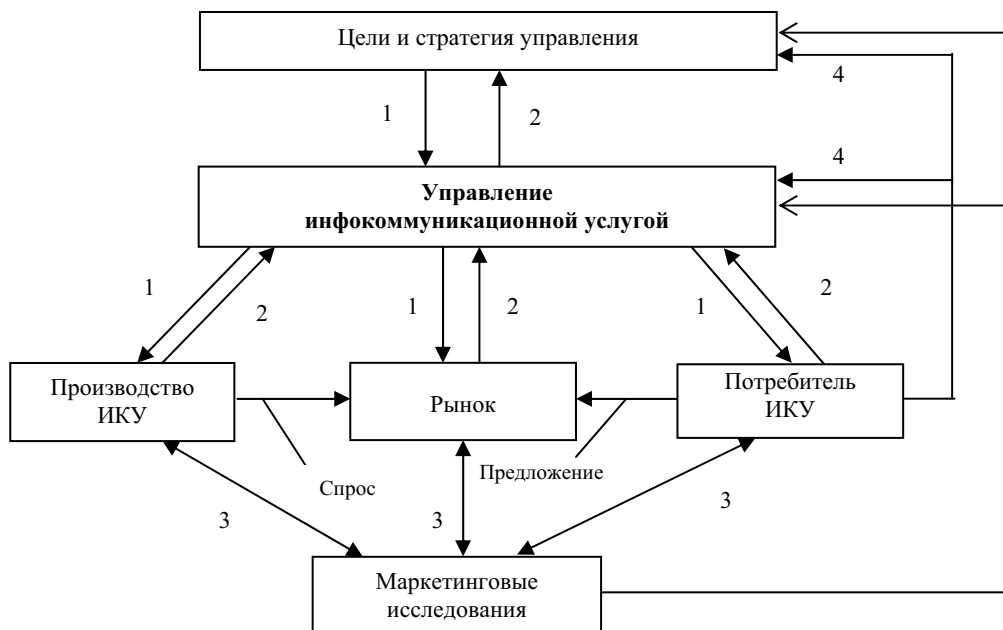 Цели и стратегия управления
4
1
2
4
Управление
инфокоммуникационной услугой
1
2
1
2
1
2
Производство
ИКУ
Рынок
Потребитель
ИКУ
Спрос
Предложение
3
3
3
Маркетинговые
исследования